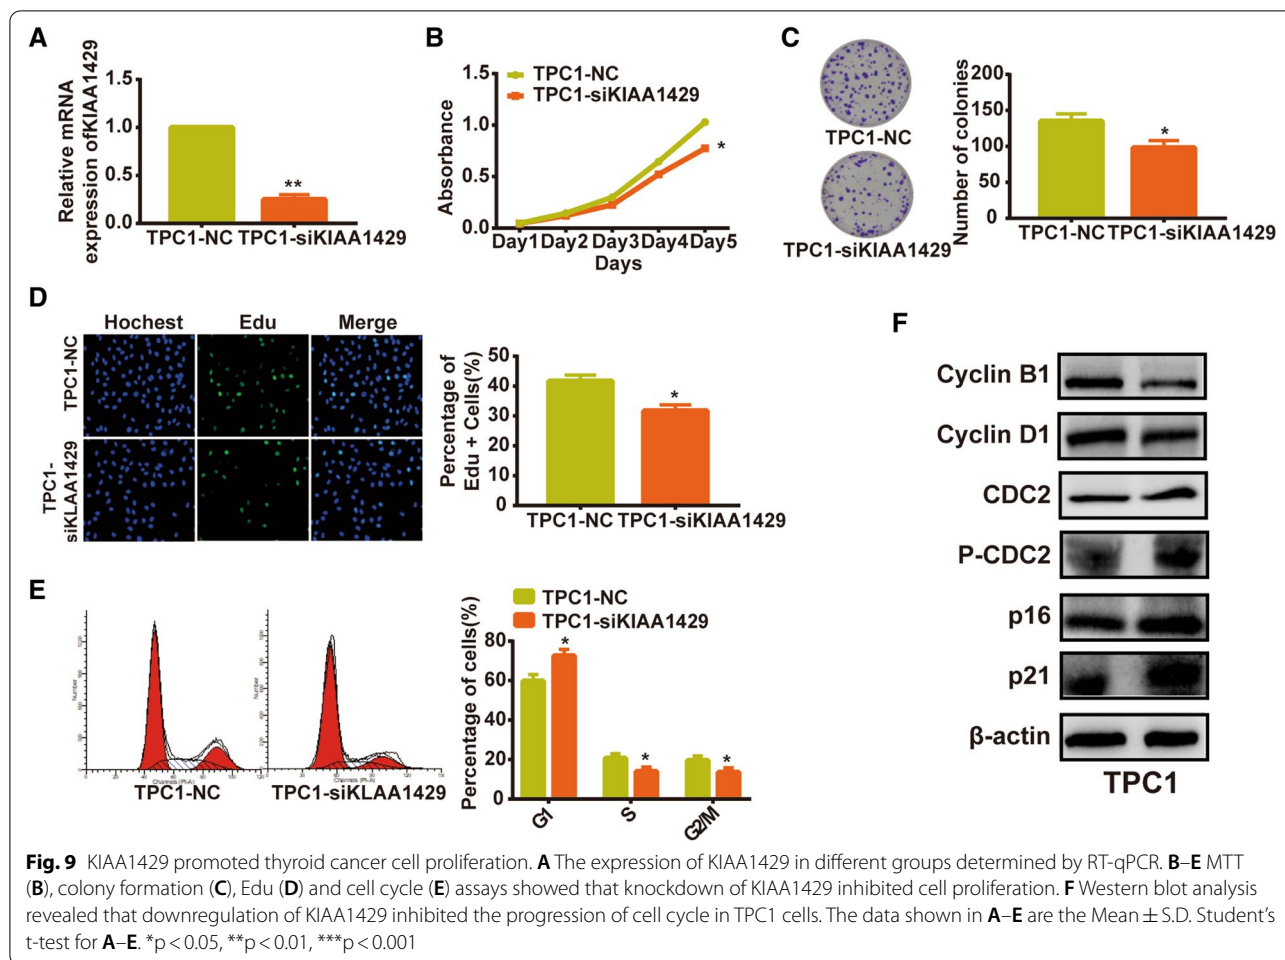 A
Relative mRNA
expression ofKIAA1429
1.5
1.0
0.5
0.0
**
TPC1-NC TPC1-siKIAA1429
B
TPC1-NC
TPC1-siKIAA1429
Absorbance
1.5
1.0
0.5
0.0
*
Day1 Day2 Day3 Day4 Day5
Days
C
TPC1-NC
TPC1-siKIAA1429
Number of colonies
200
150
100
50
0
*
TPC1-NC TPC1-siKIAA1429
D
Hochest Edu Merge
TPC1-NC
TPC1-
siKLAA1429
Percentage of
Edu + Cells(%)
50
40
30
20
10
0
*
TPC1-NC TPC1-siKIAA1429
E
Number
Channels (PI-A)
TPC1-NC
Number
Channels (PI-A)
TPC1-siKLAA1429
TPC1-NC
TPC1-siKIAA1429
Percentage of cells(%)
80
60
40
20
0
* * *
G1 S G2/M
F
Cyclin B1
Cyclin D1
CDC2
P-CDC2
p16
p21
β-actin
TPC1
Fig. 9 KIAA1429 promoted thyroid cancer cell proliferation. A The expression of KIAA1429 in different groups determined by RT-qPCR. B–E MTT
(B), colony formation (C), Edu (D) and cell cycle (E) assays showed that knockdown of KIAA1429 inhibited cell proliferation. F Western blot analysis
revealed that downregulation of KIAA1429 inhibited the progression of cell cycle in TPC1 cells. The data shown in A–E are the Mean ± S.D. Student's
t-test for A–E. *p < 0.05, **p < 0.01, ***p < 0.001